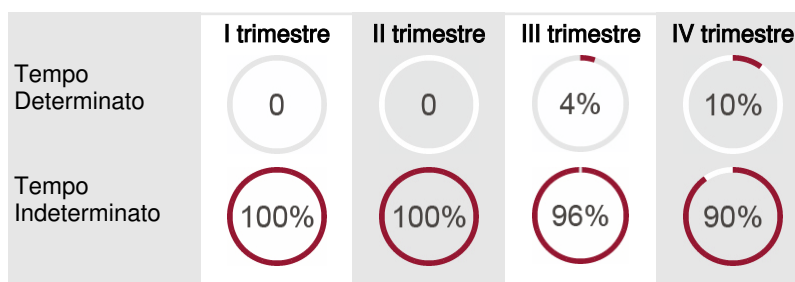 I trimestre II trimestre III trimestre IV trimestre
Tempo
Determinato
0 0 4% 10%
Tempo
Indeterminato
100% 100% 96% 90%